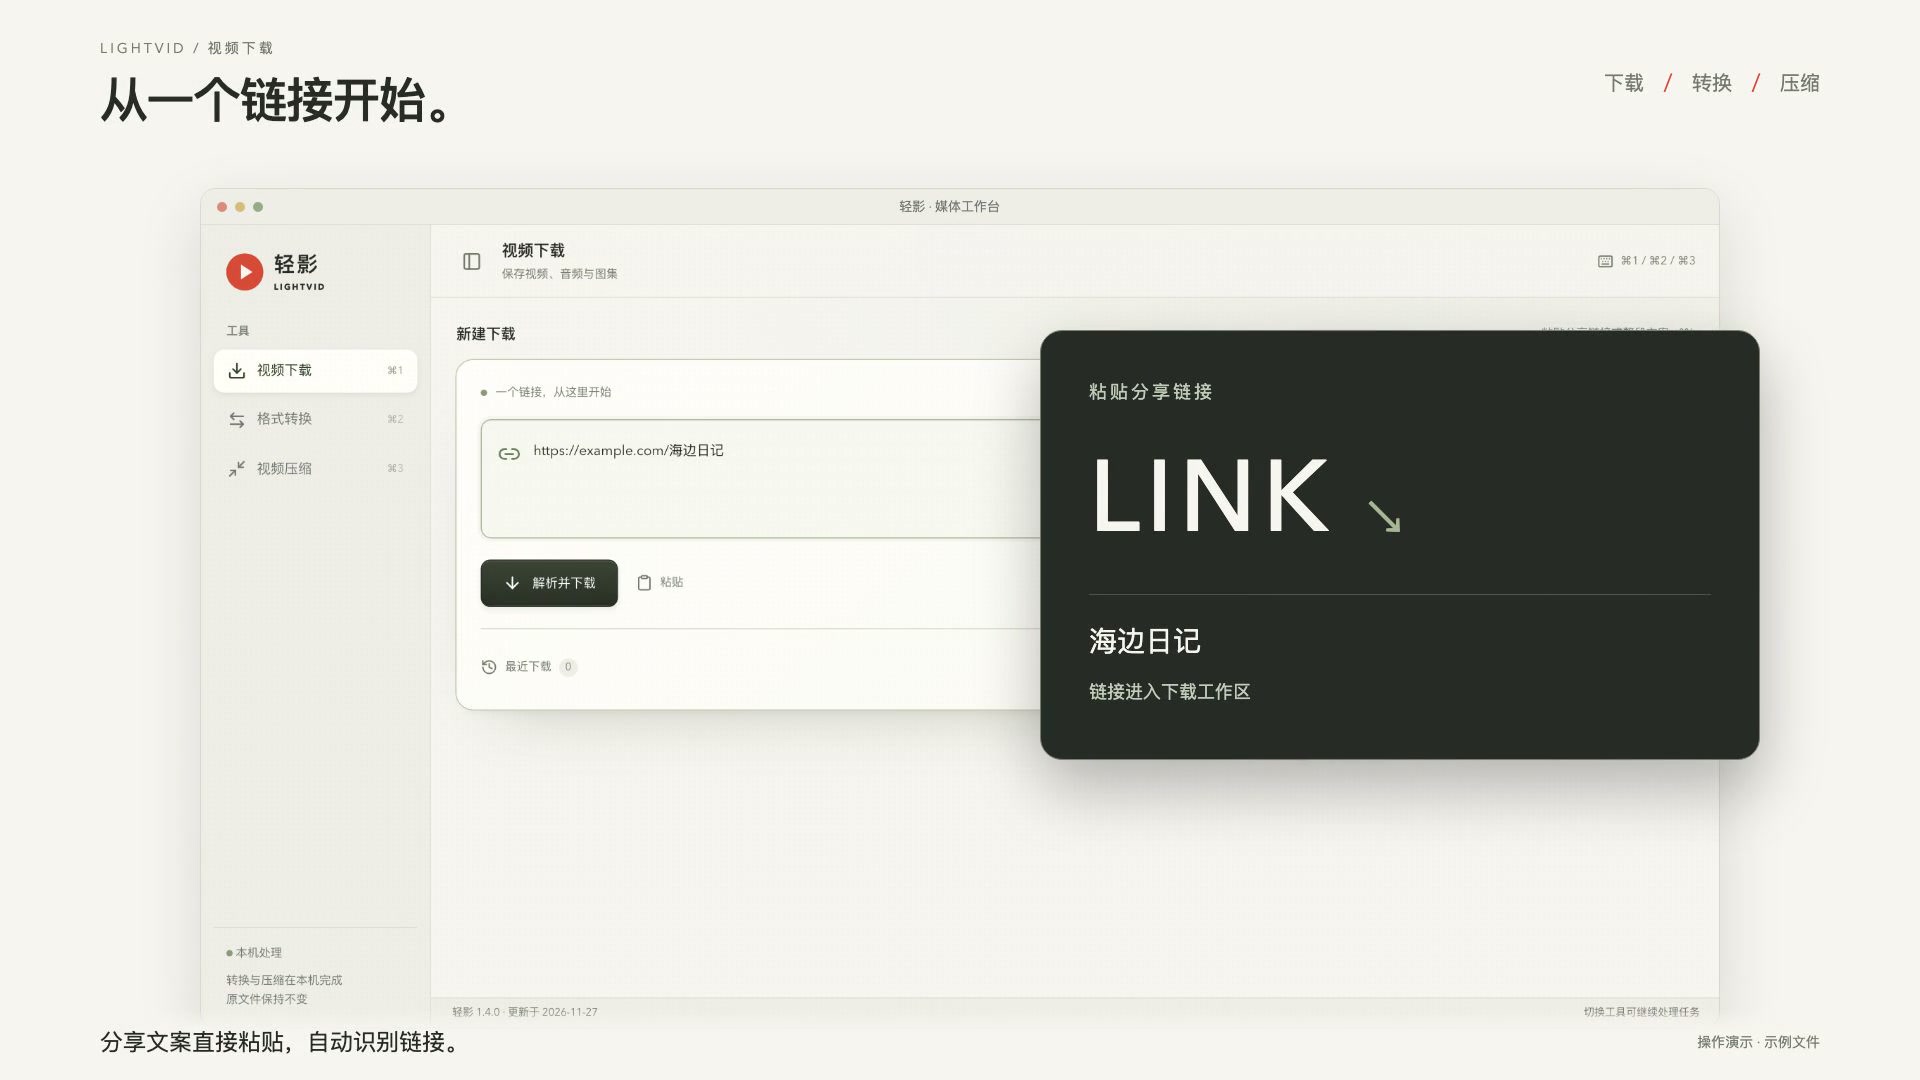 LIGHTVID / 视频下载
从一个链接开始。
下载 / 转换 / 压缩
轻影 · 媒体工作台
轻影
LIGHTVID
工具
视频下载 ⌘1
格式转换 ⌘2
视频压缩 ⌘3
本机处理
转换与压缩在本机完成
原文件保持不变
视频下载
保存视频、音频与图集
⌘1 / ⌘2 / ⌘3
新建下载
一个链接，从这里开始
https://example.com/海边日记
解析并下载
粘贴
最近下载 0
粘贴分享链接
LINK ↘
海边日记
链接进入下载工作区
轻影 1.4.0 · 更新于 2026-11-27
切换工具可继续处理任务
分享文案直接粘贴，自动识别链接。
操作演示 · 示例文件